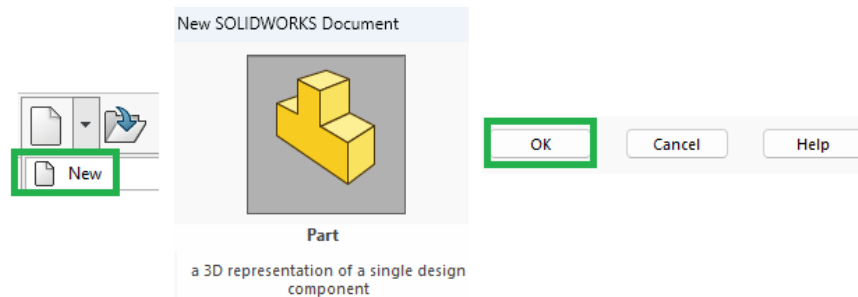 New SOLIDWORKS Document
New
Part
a 3D representation of a single design
component
OK
Cancel
Help